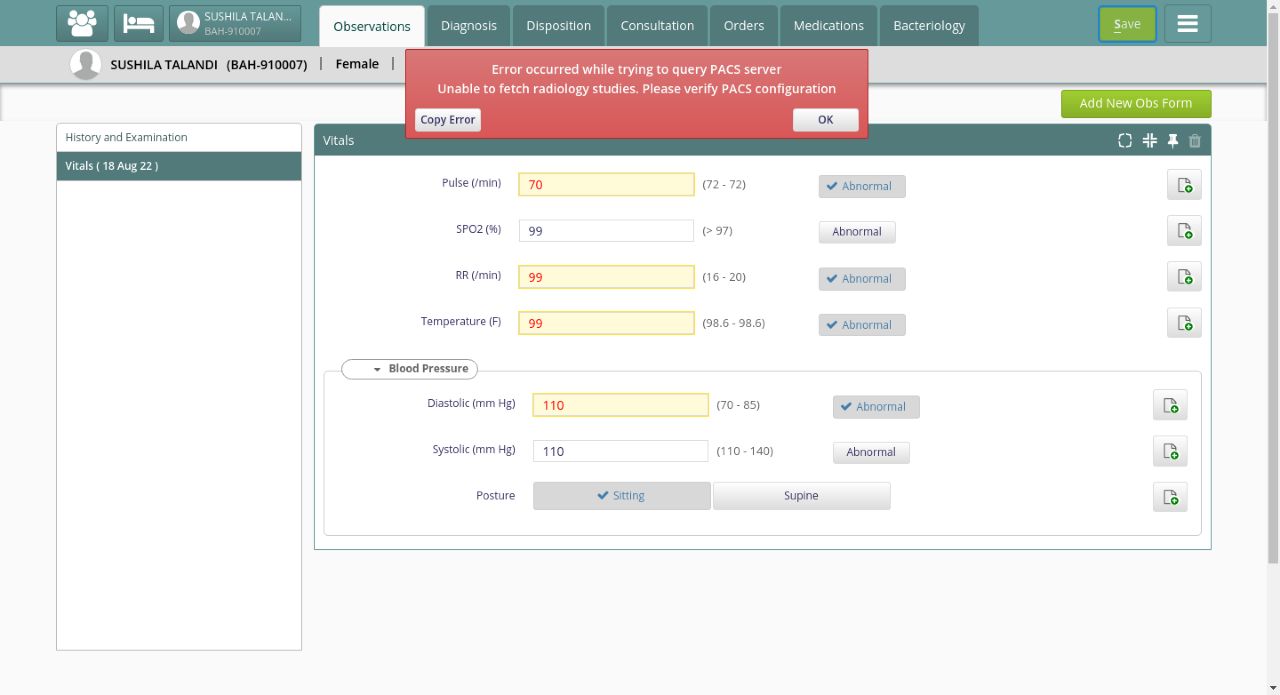 SUSHILA TALAN...
BAH-910007
Observations
Diagnosis
Disposition
Consultation
Orders
Medications
Bacteriology
Save
SUSHILA TALANDI (BAH-910007) | Female |
Error occurred while trying to query PACS server
Unable to fetch radiology studies. Please verify PACS configuration
Copy Error
OK
Add New Obs Form
History and Examination
Vitals ( 18 Aug 22 )
Vitals
Pulse (/min) 70 (72 - 72) Abnormal
SPO2 (%) 99 (> 97) Abnormal
RR (/min) 99 (16 - 20) Abnormal
Temperature (F) 99 (98.6 - 98.6) Abnormal
Blood Pressure
Diastolic (mm Hg) 110 (70 - 85) Abnormal
Systolic (mm Hg) 110 (110 - 140) Abnormal
Posture Sitting Supine